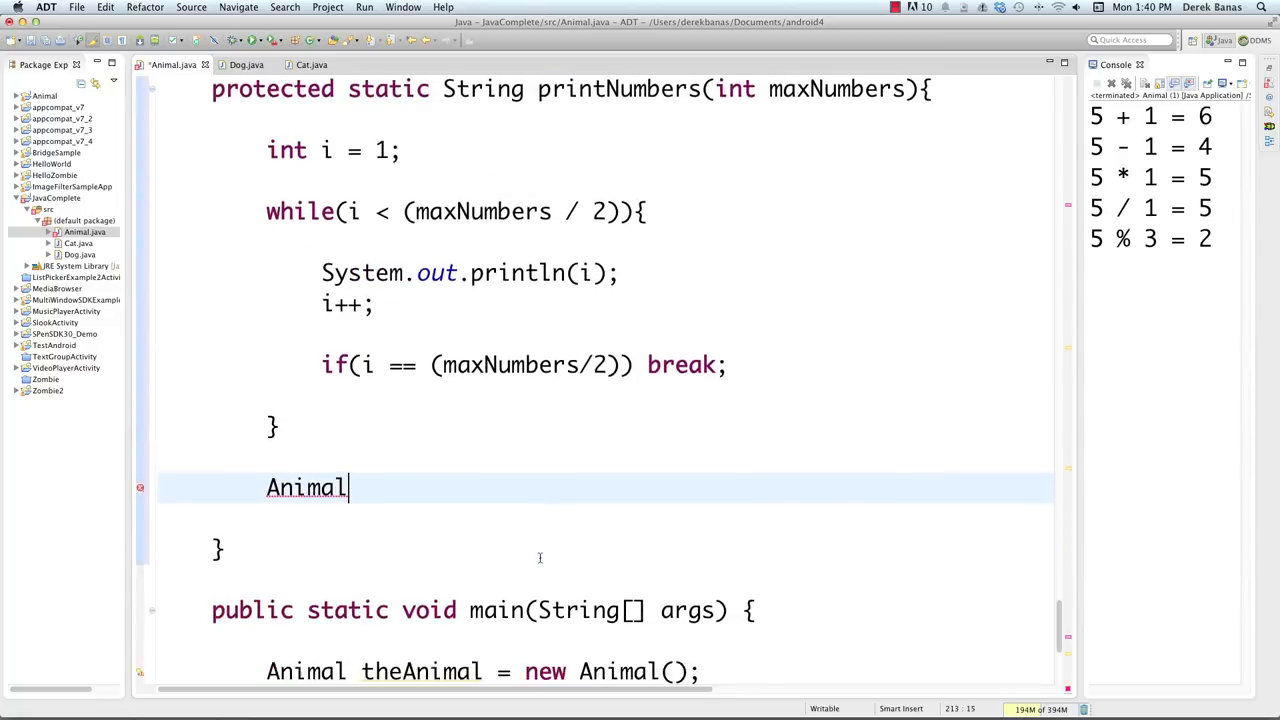 ADT File Edit Refactor Source Navigate Search Project Run Window Help 10 Mon 1:40 PM Derek Banas
Java – JavaComplete/src/Animal.java – ADT – /Users/derekbanas/Documents/android4
Quick Access Java DDMS
Package Exp
*Animal.java Dog.java Cat.java
Console
<terminated> Animal (1) [Java Application] /S
Animal
appcompat_v7
appcompat_v7_2
appcompat_v7_3
appcompat_v7_4
BridgeSample
HelloWorld
HelloZombie
ImageFilterSampleApp
JavaComplete
src
(default package)
Animal.java
Cat.java
Dog.java
JRE System Library [Ja
ListPickerExample2Activi
MediaBrowser
MultiWindowSDKExample
MusicPlayerActivity
SlookActivity
SPenSDK30_Demo
TestAndroid
TextGroupActivity
VideoPlayerActivity
Zombie
Zombie2
protected static String printNumbers(int maxNumbers){
int i = 1;
while(i < (maxNumbers / 2)){
System.out.println(i);
i++;
if(i == (maxNumbers/2)) break;
}
Animal
}
public static void main(String[] args) {
Animal theAnimal = new Animal();
5 + 1 = 6
5 - 1 = 4
5 * 1 = 5
5 / 1 = 5
5 % 3 = 2
Writable Smart Insert 213 : 15 194M of 394M